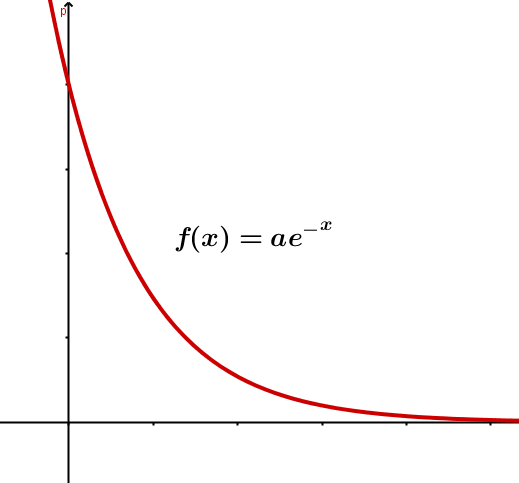 p
f(x) = ae^{-x}